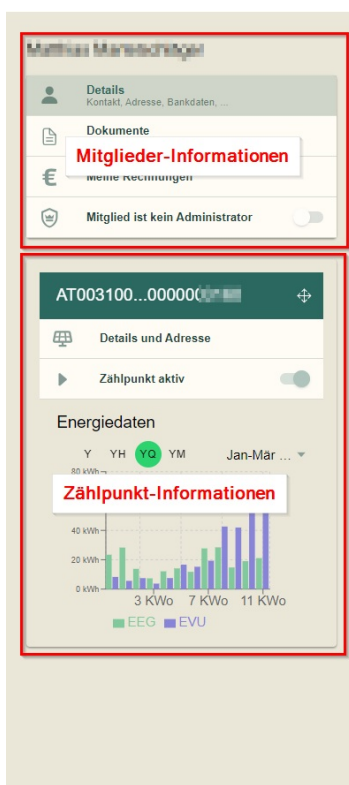 Details
Kontakt, Adresse, Bankdaten, ...
Dokumente
Mitglieder-Informationen
Meine Rechnungen
Mitglied ist kein Administrator
AT003100...000000
Details und Adresse
Zählpunkt aktiv
Energiedaten
Y YH YQ YM Jan-Mär ...
80 kWh
Zählpunkt-Informationen
40 kWh
20 kWh
0 kWh
3 KWo 7 KWo 11 KWo
EEG EVU